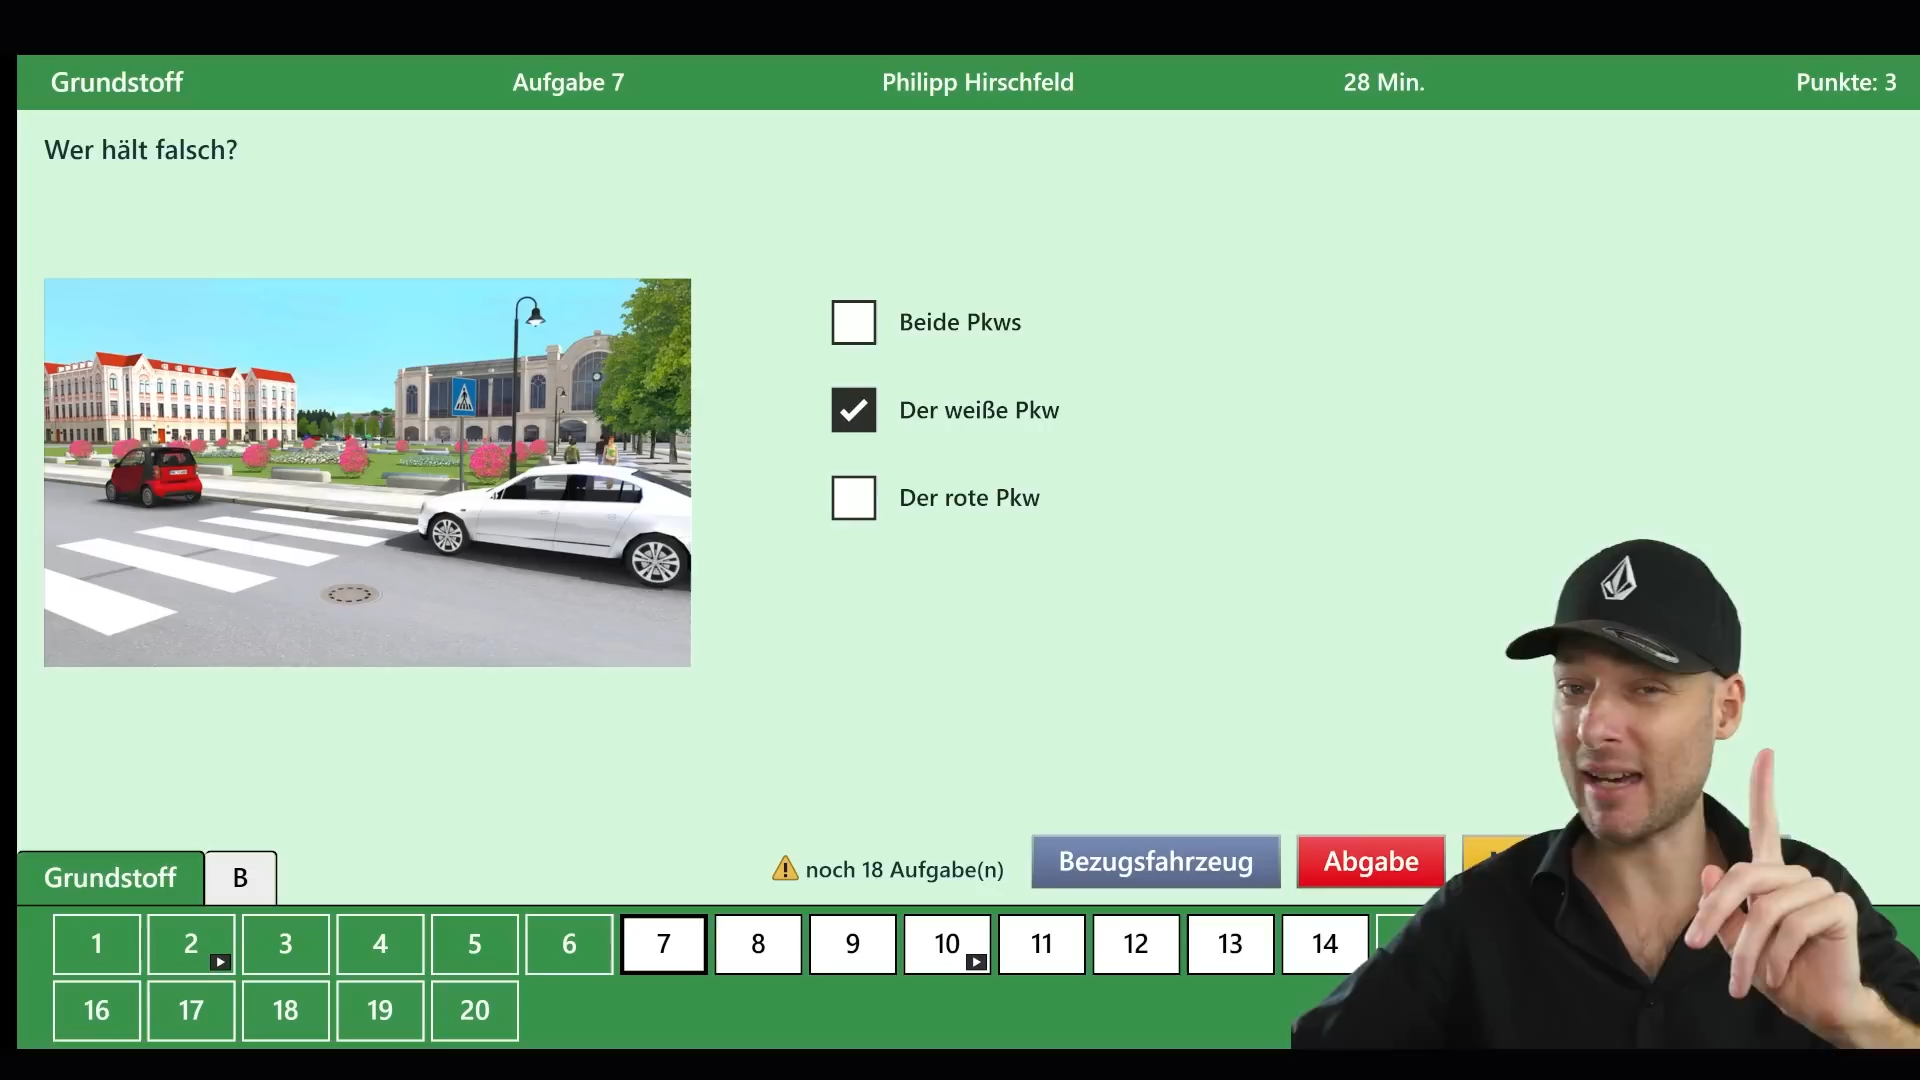 Grundstoff
Aufgabe 7
Philipp Hirschfeld
28 Min.
Punkte: 3
Wer hält falsch?
Beide Pkws
Der weiße Pkw
Der rote Pkw
Grundstoff
B
noch 18 Aufgabe(n)
Bezugsfahrzeug
Abgabe
1 2 3 4 5 6 7 8 9 10 11 12 13 14
16 17 18 19 20